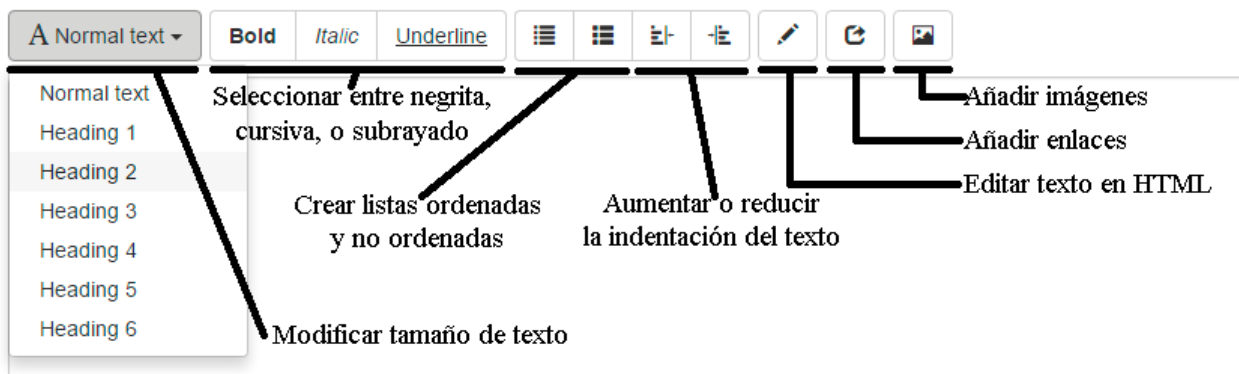 A Normal text
Bold
Italic
Underline
Normal text
Heading 1
Heading 2
Heading 3
Heading 4
Heading 5
Heading 6
Seleccionar entre negrita,
cursiva, o subrayado
Crear listas ordenadas
y no ordenadas
Aumentar o reducir
la indentación del texto
Añadir imágenes
Añadir enlaces
Editar texto en HTML
Modificar tamaño de texto